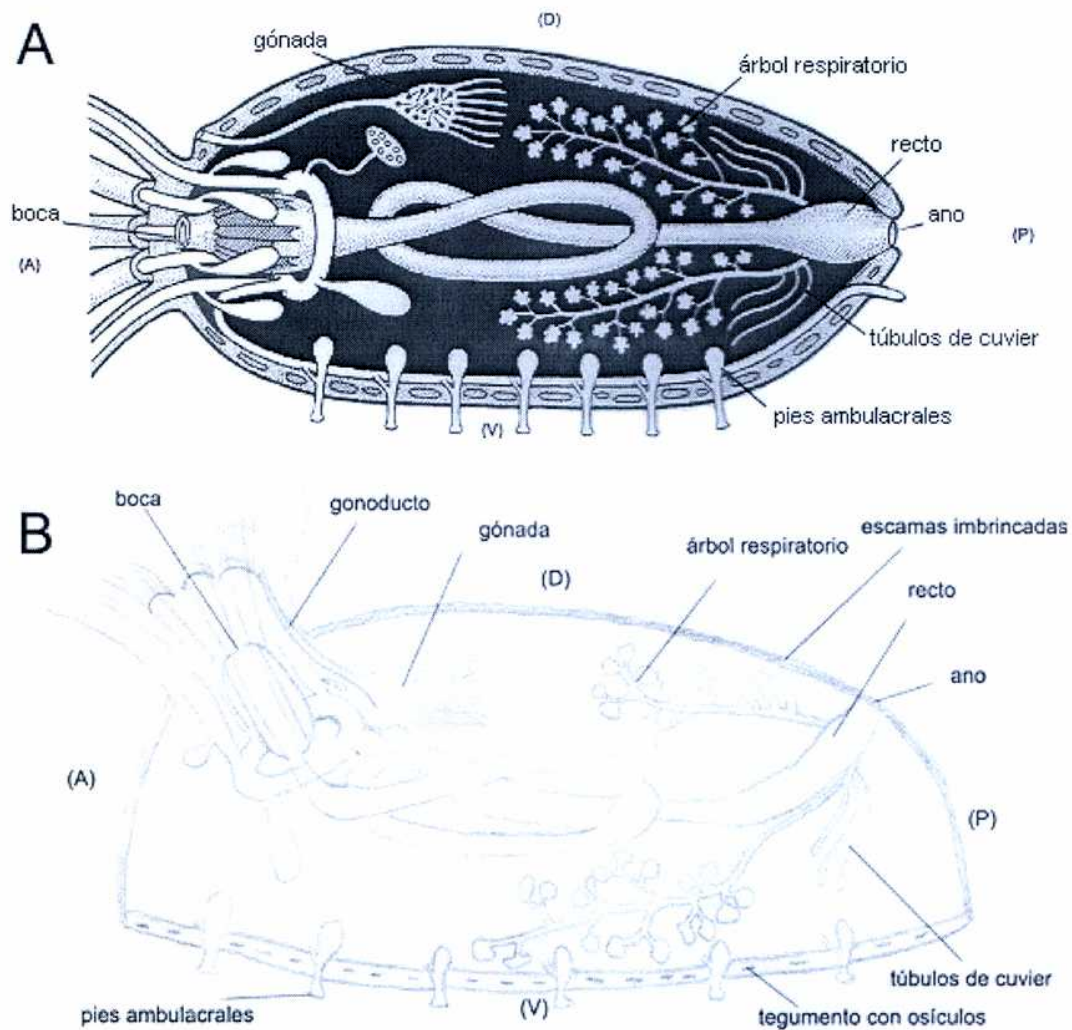 A
(D)
gónada
árbol respiratorio
recto
boca
ano
(A)
(P)
túbulos de cuvier
pies ambulacrales
(V)
B
boca
gonoducto
gónada
árbol respiratorio
escamas imbrincadas
(D)
recto
ano
(A)
(P)
túbulos de cuvier
pies ambulacrales
(V)
tegumento con osículos